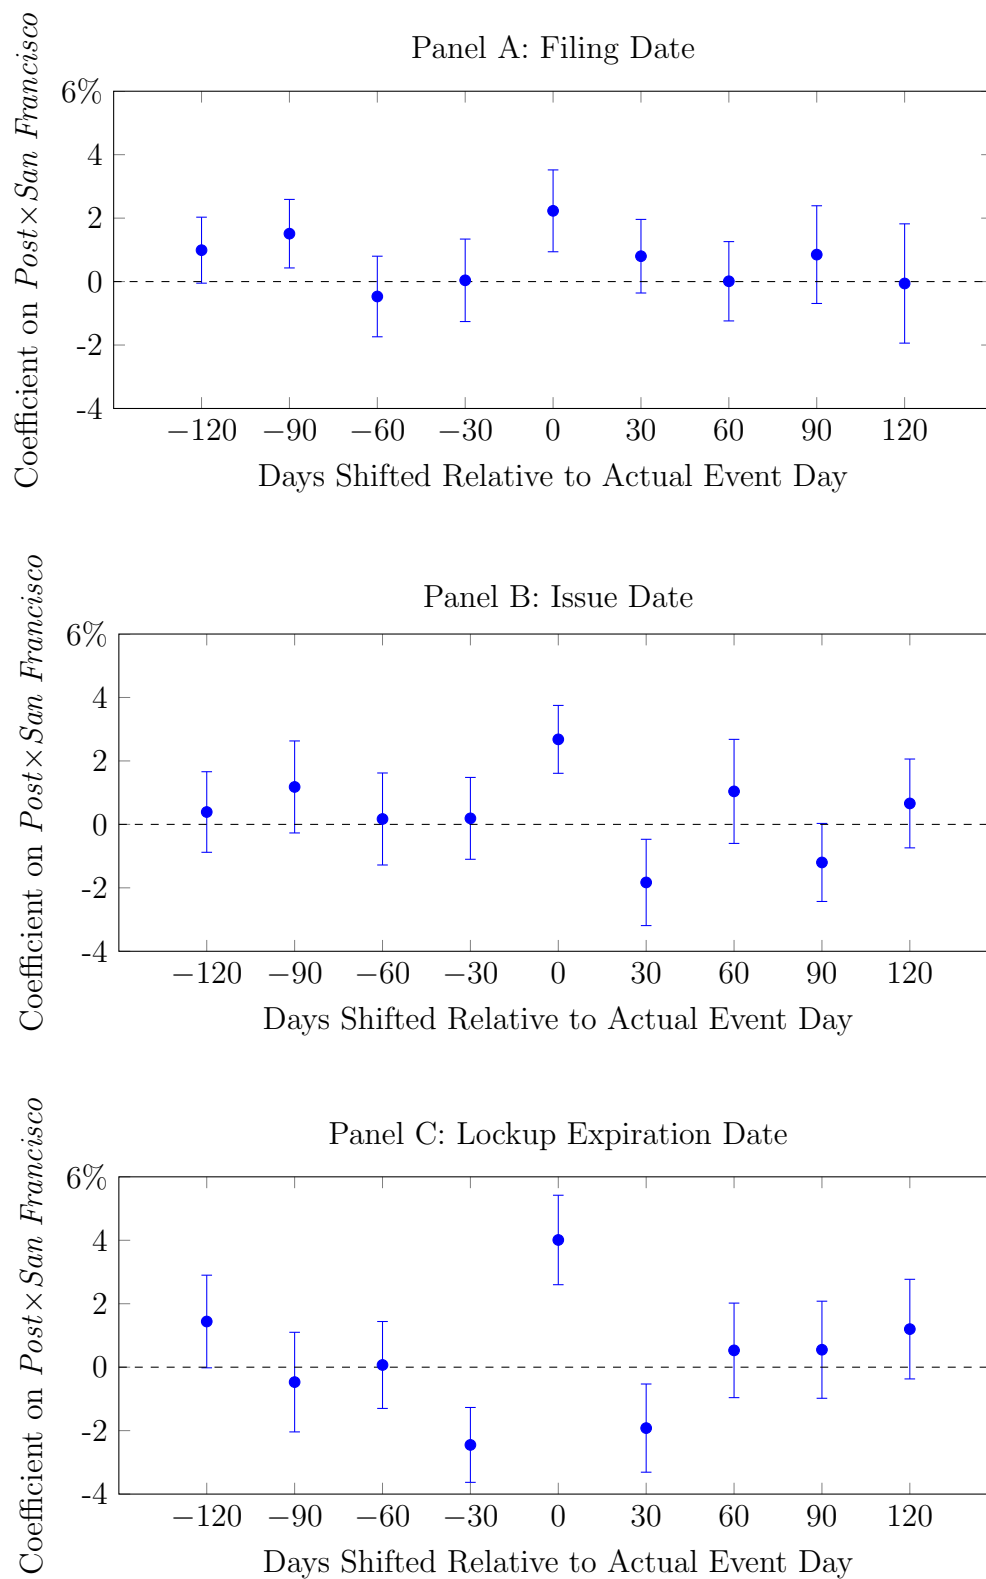 Panel A: Filing Date
Coefficient on Post×San Francisco
6%
4
2
0
-2
-4
−120 −90 −60 −30 0 30 60 90 120
Days Shifted Relative to Actual Event Day
Panel B: Issue Date
Coefficient on Post×San Francisco
6%
4
2
0
-2
-4
−120 −90 −60 −30 0 30 60 90 120
Days Shifted Relative to Actual Event Day
Panel C: Lockup Expiration Date
Coefficient on Post×San Francisco
6%
4
2
0
-2
-4
−120 −90 −60 −30 0 30 60 90 120
Days Shifted Relative to Actual Event Day